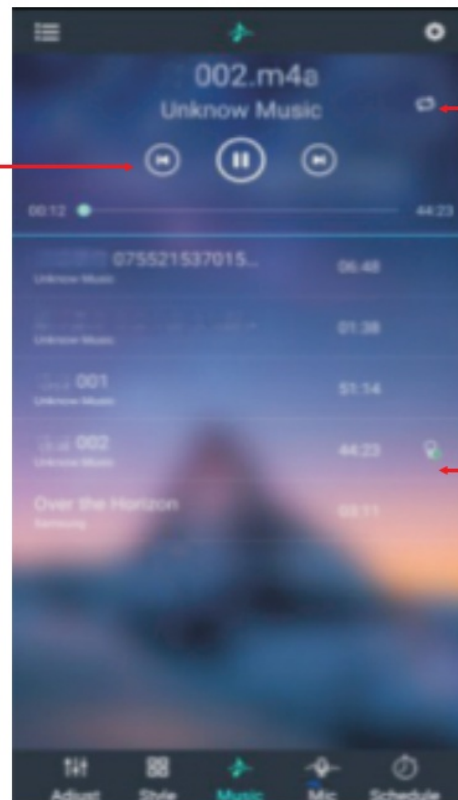 002.m4a
Unknow Music
00:12 44:23
075521537015... 06:48
Unknow Music
01:38
Unknow Music
001 51:14
Unknow Music
002 44:23
Unknow Music
Over the Horizon 03:11
Samsung
Adjust Style Music Mic Schedule